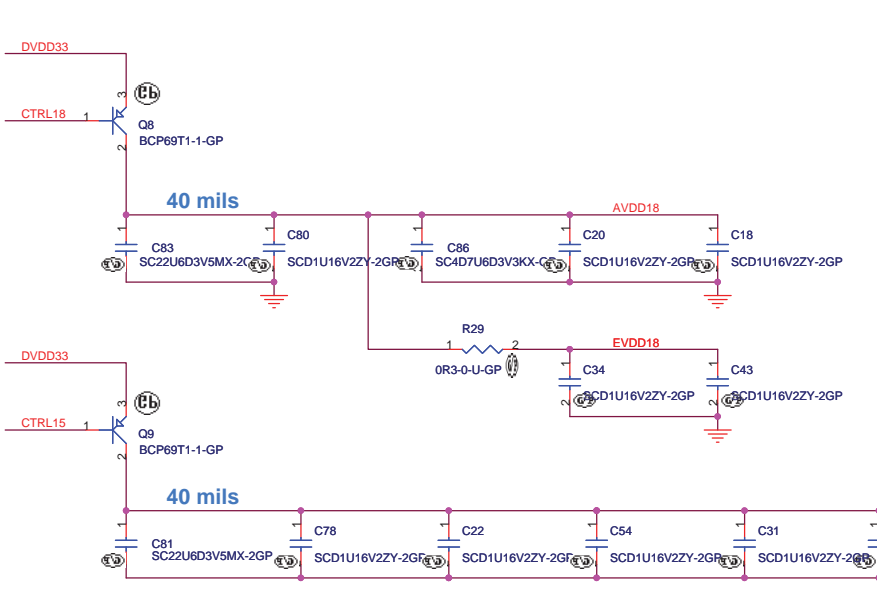 DVDD33
3
CTRL18
1
Q8
BCP69T1-1-GP
2
40 mils
AVDD18
1
C83
SC22U6D3V5MX-2GP
1
C80
SCD1U16V2ZY-2GP
1
C86
SC4D7U6D3V3KX-GP
1
C20
SCD1U16V2ZY-2GP
1
C18
SCD1U16V2ZY-2GP
R29
1
2
0R3-0-U-GP
EVDD18
1
C34
SCD1U16V2ZY-2GP
2
1
C43
SCD1U16V2ZY-2GP
2
DVDD33
3
CTRL15
1
Q9
BCP69T1-1-GP
2
40 mils
1
C81
SC22U6D3V5MX-2GP
1
C78
SCD1U16V2ZY-2GP
1
C22
SCD1U16V2ZY-2GP
1
C54
SCD1U16V2ZY-2GP
1
C31
SCD1U16V2ZY-2GP
1